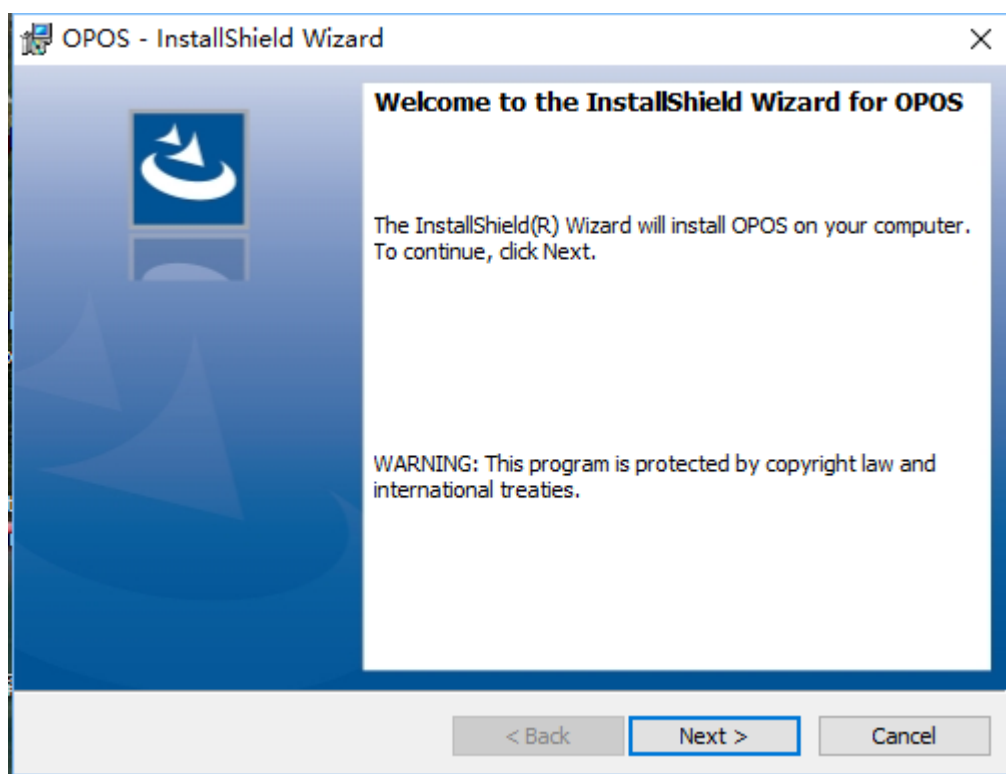 OPOS - InstallShield Wizard
Welcome to the InstallShield Wizard for OPOS
The InstallShield(R) Wizard will install OPOS on your computer.
To continue, click Next.
WARNING: This program is protected by copyright law and
international treaties.
< Back Next > Cancel